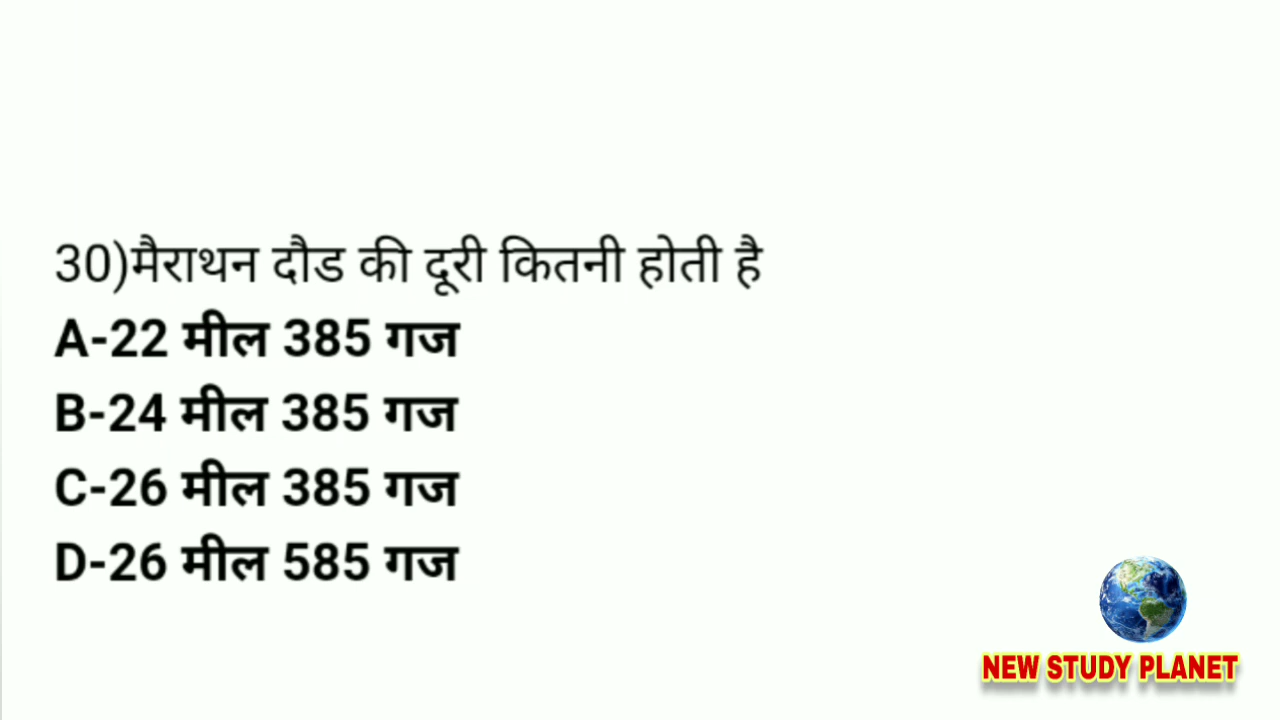 30)मैराथन दौड की दूरी कितनी होती है
A-22 मील 385 गज
B-24 मील 385 गज
C-26 मील 385 गज
D-26 मील 585 गज
NEW STUDY PLANET